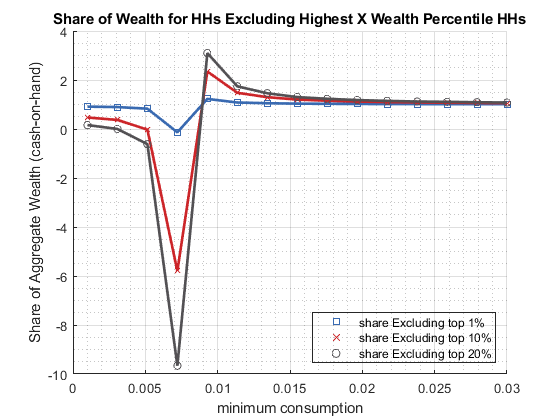 Share of Wealth for HHs Excluding Highest X Wealth Percentile HHs
Share of Aggregate Wealth (cash-on-hand)
4
2
0
-2
-4
-6
-8
-10
share Excluding top 1%
share Excluding top 10%
share Excluding top 20%
0
0.005
0.01
0.015
0.02
0.025
0.03
minimum consumption